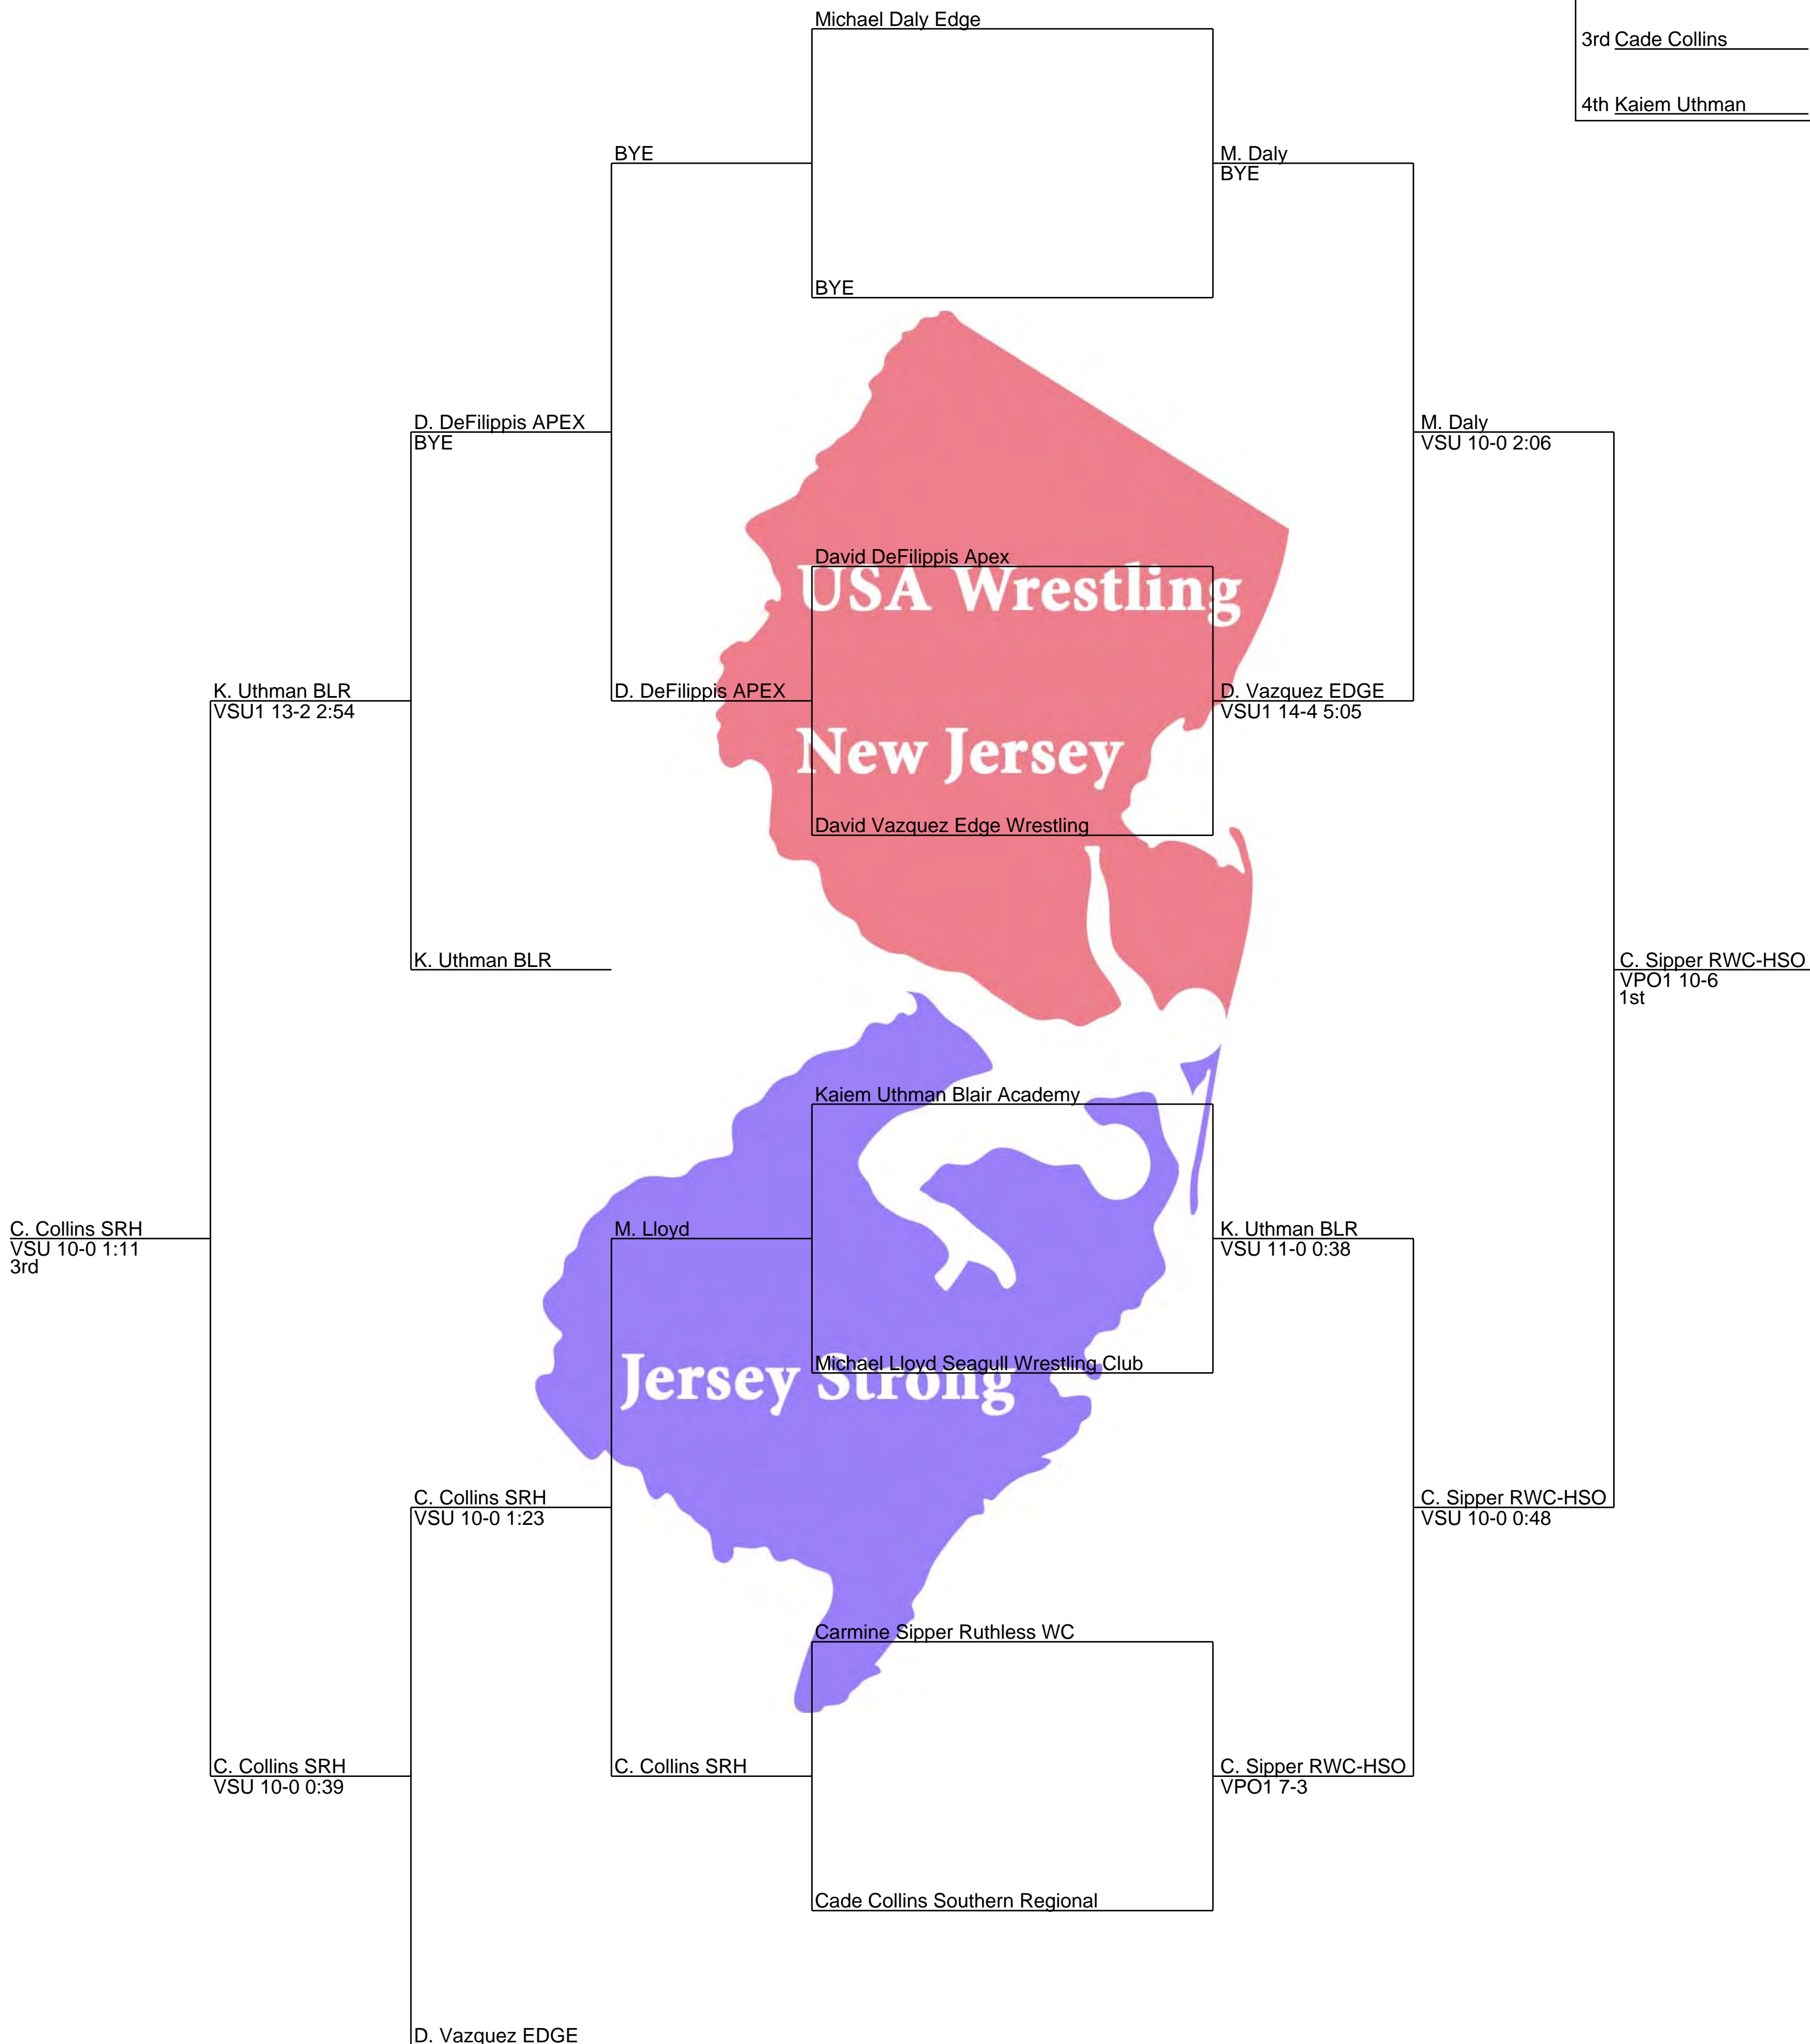 Michael Daly Edge
3rd Cade Collins
4th Kaiem Uthman
BYE
M. Daly
BYE
BYE
D. DeFilippis APEX
BYE
M. Daly
VSU 10-0 2:06
David DeFilippis Apex
USA Wrestling
K. Uthman BLR
VSU1 13-2 2:54
D. DeFilippis APEX
D. Vazquez EDGE
VSU1 14-4 5:05
New Jersey
David Vazquez Edge Wrestling
K. Uthman BLR
C. Sipper RWC-HSO
VPO1 10-6
1st
Kaiem Uthman Blair Academy
C. Collins SRH
VSU 10-0 1:11
3rd
M. Lloyd
K. Uthman BLR
VSU 11-0 0:38
Michael Lloyd Seagull Wrestling Club
Jersey Strong
C. Collins SRH
VSU 10-0 1:23
C. Sipper RWC-HSO
VSU 10-0 0:48
Carmine Sipper Ruthless WC
C. Collins SRH
VSU 10-0 0:39
C. Collins SRH
C. Sipper RWC-HSO
VPO1 7-3
Cade Collins Southern Regional
D. Vazquez EDGE